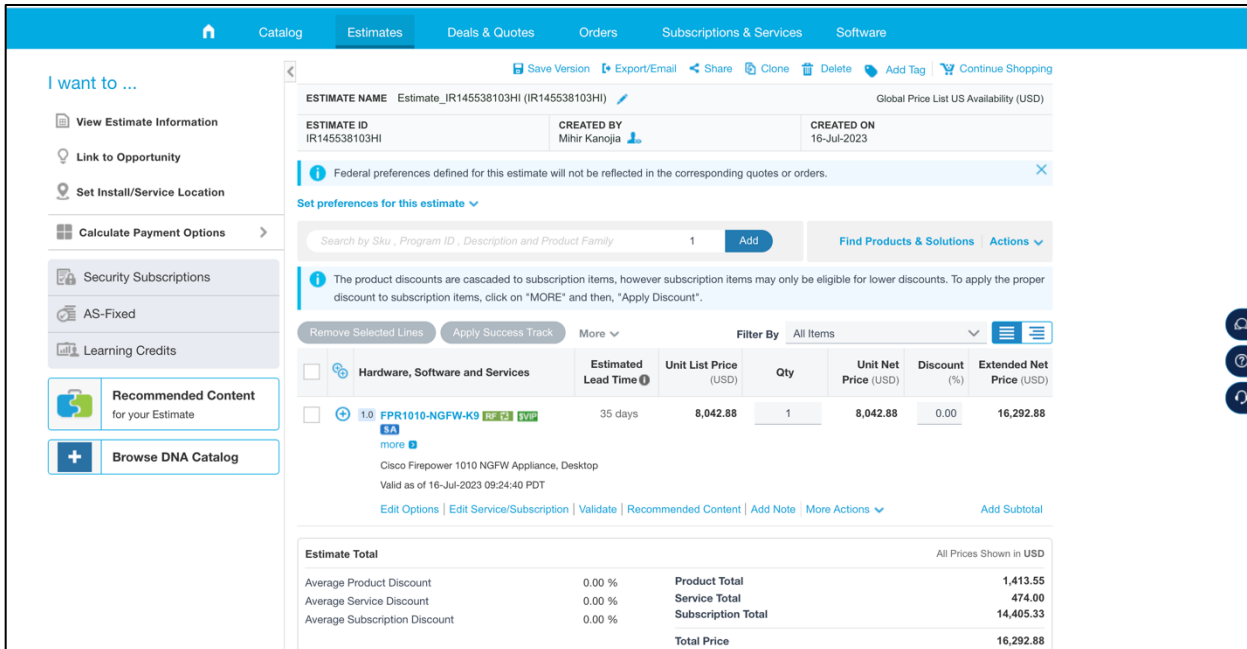 Catalog Estimates Deals & Quotes Orders Subscriptions & Services Software
I want to ...
View Estimate Information
Link to Opportunity
Set Install/Service Location
Calculate Payment Options
Security Subscriptions
AS-Fixed
Learning Credits
Recommended Content
for your Estimate
Browse DNA Catalog
Save Version Export/Email Share Clone Delete Add Tag Continue Shopping
ESTIMATE NAME Estimate_IR145538103HI (IR145538103HI) Global Price List US Availability (USD)
ESTIMATE ID CREATED BY CREATED ON
IR145538103HI Mihir Kanojia 16-Jul-2023
Federal preferences defined for this estimate will not be reflected in the corresponding quotes or orders.
Set preferences for this estimate
Search by Sku , Program ID , Description and Product Family 1 Add Find Products & Solutions Actions
The product discounts are cascaded to subscription items, however subscription items may only be eligible for lower discounts. To apply the proper
discount to subscription items, click on "MORE" and then, "Apply Discount".
Remove Selected Lines Apply Success Track More Filter By All Items
Hardware, Software and Services Estimated Lead Time Unit List Price (USD) Qty Unit Net Price (USD) Discount (%) Extended Net Price (USD)
1.0 FPR1010-NGFW-K9 RF $VIP 35 days 8,042.88 1 8,042.88 0.00 16,292.88
SA
more
Cisco Firepower 1010 NGFW Appliance, Desktop
Valid as of 16-Jul-2023 09:24:40 PDT
Edit Options | Edit Service/Subscription | Validate | Recommended Content | Add Note | More Actions Add Subtotal
Estimate Total All Prices Shown in USD
Average Product Discount 0.00 % Product Total 1,413.55
Average Service Discount 0.00 % Service Total 474.00
Average Subscription Discount 0.00 % Subscription Total 14,405.33
Total Price 16,292.88